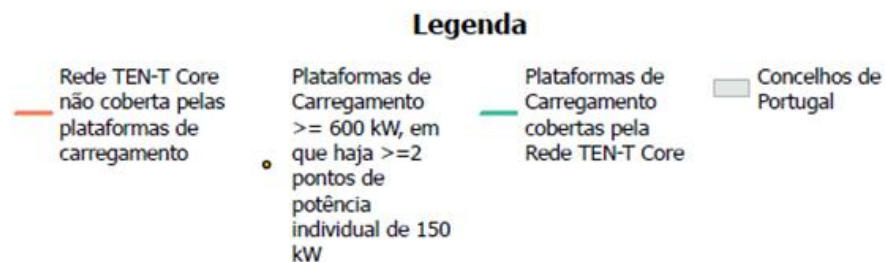 Legenda
Rede TEN-T Core
não coberta pelas
plataformas de
carregamento
Plataformas de
Carregamento
>= 600 kW, em
que haja >=2
pontos de
potência
individual de 150
kW
Plataformas de
Carregamento
cobertas pela
Rede TEN-T Core
Concelhos de
Portugal